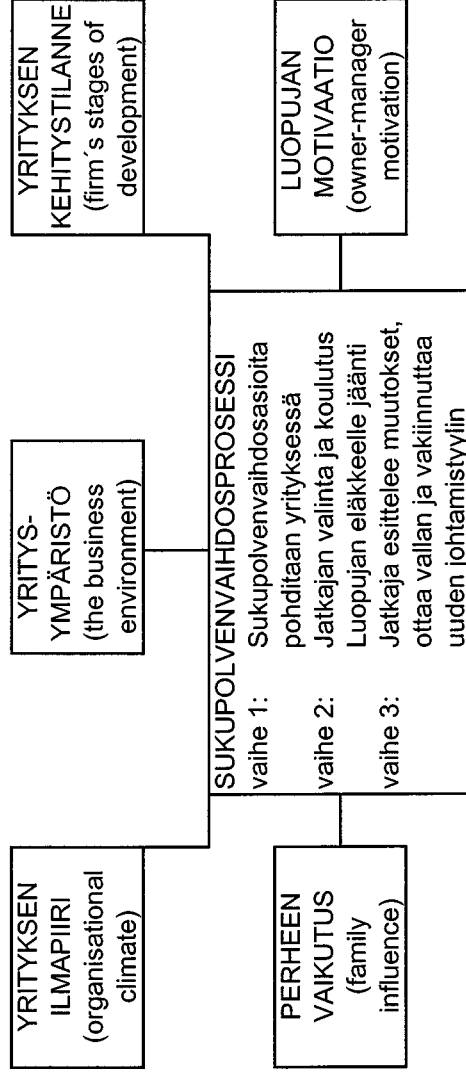 YRITYKSEN
ILMAPIIRI
(organisational
climate)
YRITYS-
YMPÄRISTÖ
(the business
environment)
YRITYKSEN
KEHITYSTILANNE
(firm´s stages of
development)
SUKUPOLVENVAIHDOSPROSESSI
vaihe 1: Sukupolvenvaihdosasioita
pohditaan yrityksessä
vaihe 2: Jatkajan valinta ja koulutus
Luopujan eläkkeelle jäänti
vaihe 3: Jatkaja esittelee muutokset,
ottaa vallan ja vakiinnuttaa
uuden johtamistyylin
PERHEEN
VAIKUTUS
(family
influence)
LUOPUJAN
MOTIVAATIO
(owner-manager
motivation)